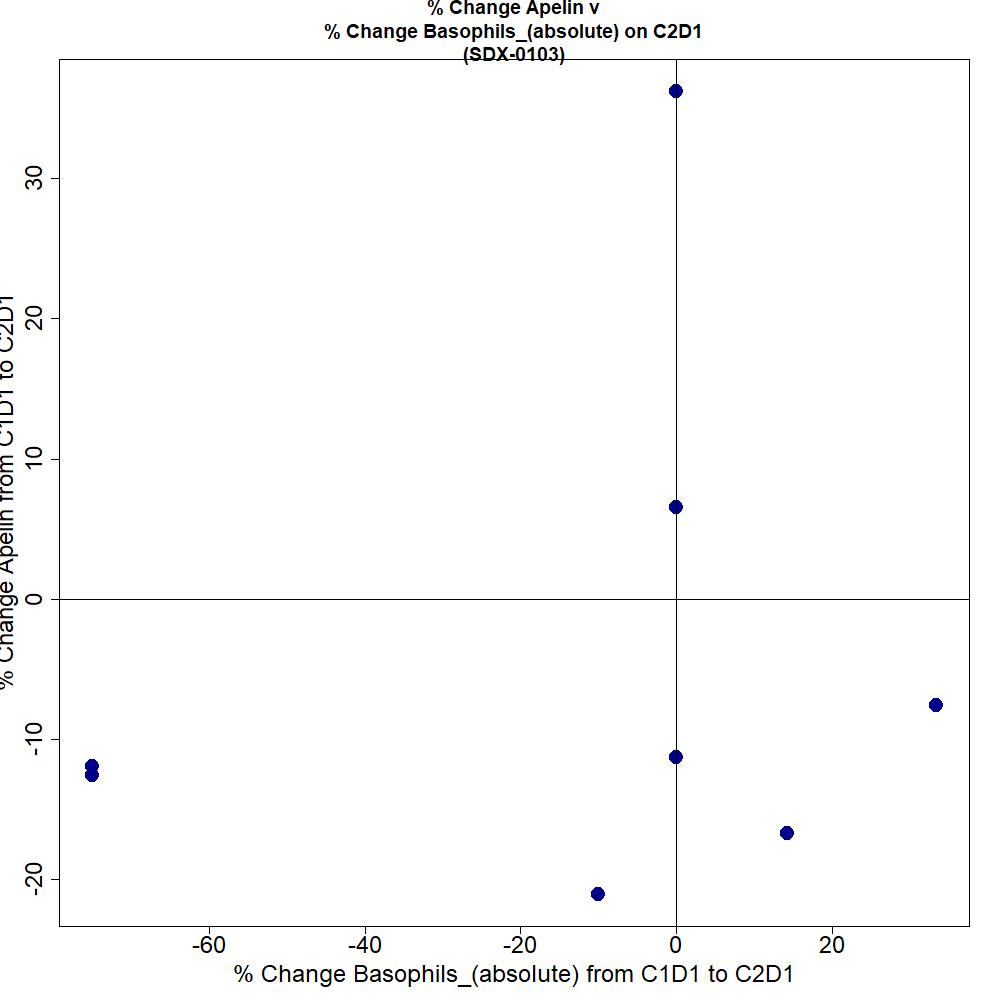 % Change Apelin v
% Change Basophils_(absolute) on C2D1
(SDX-0103)
% Change Apelin from C1D1 to C2D1
30
20
10
0
-10
-20
-60
-40
-20
0
20
% Change Basophils_(absolute) from C1D1 to C2D1